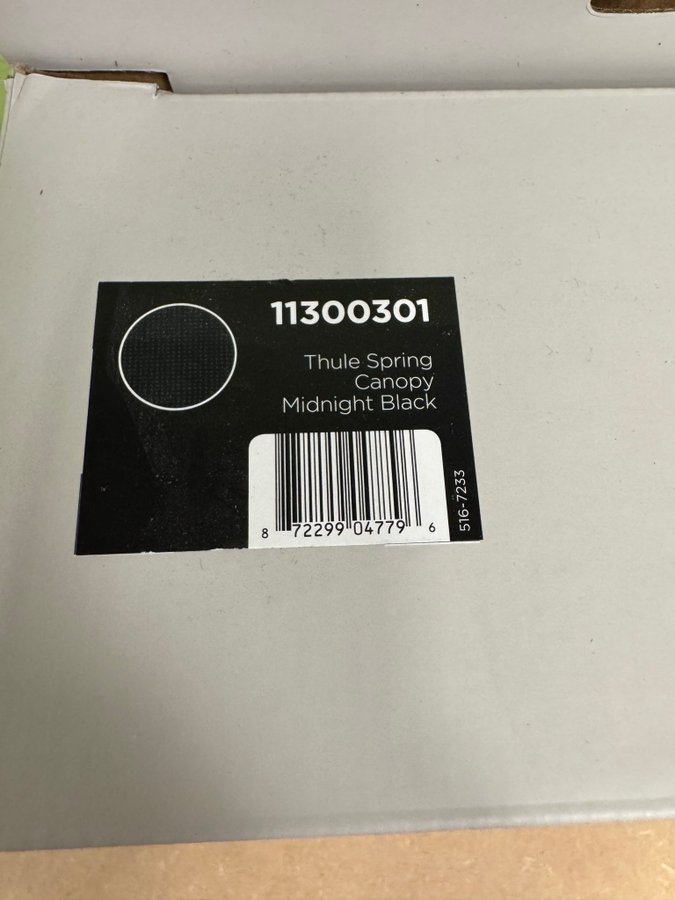 11300301
Thule Spring
Canopy
Midnight Black
8 72299 04779 6
516-7233